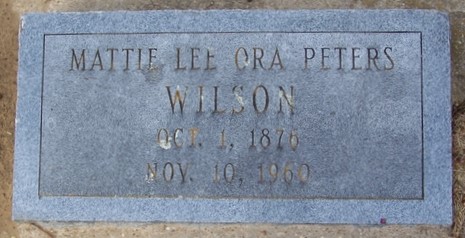 MATTIE LEE ORA PETERS
WILSON
OCT. 1, 1876
NOV. 10, 1960